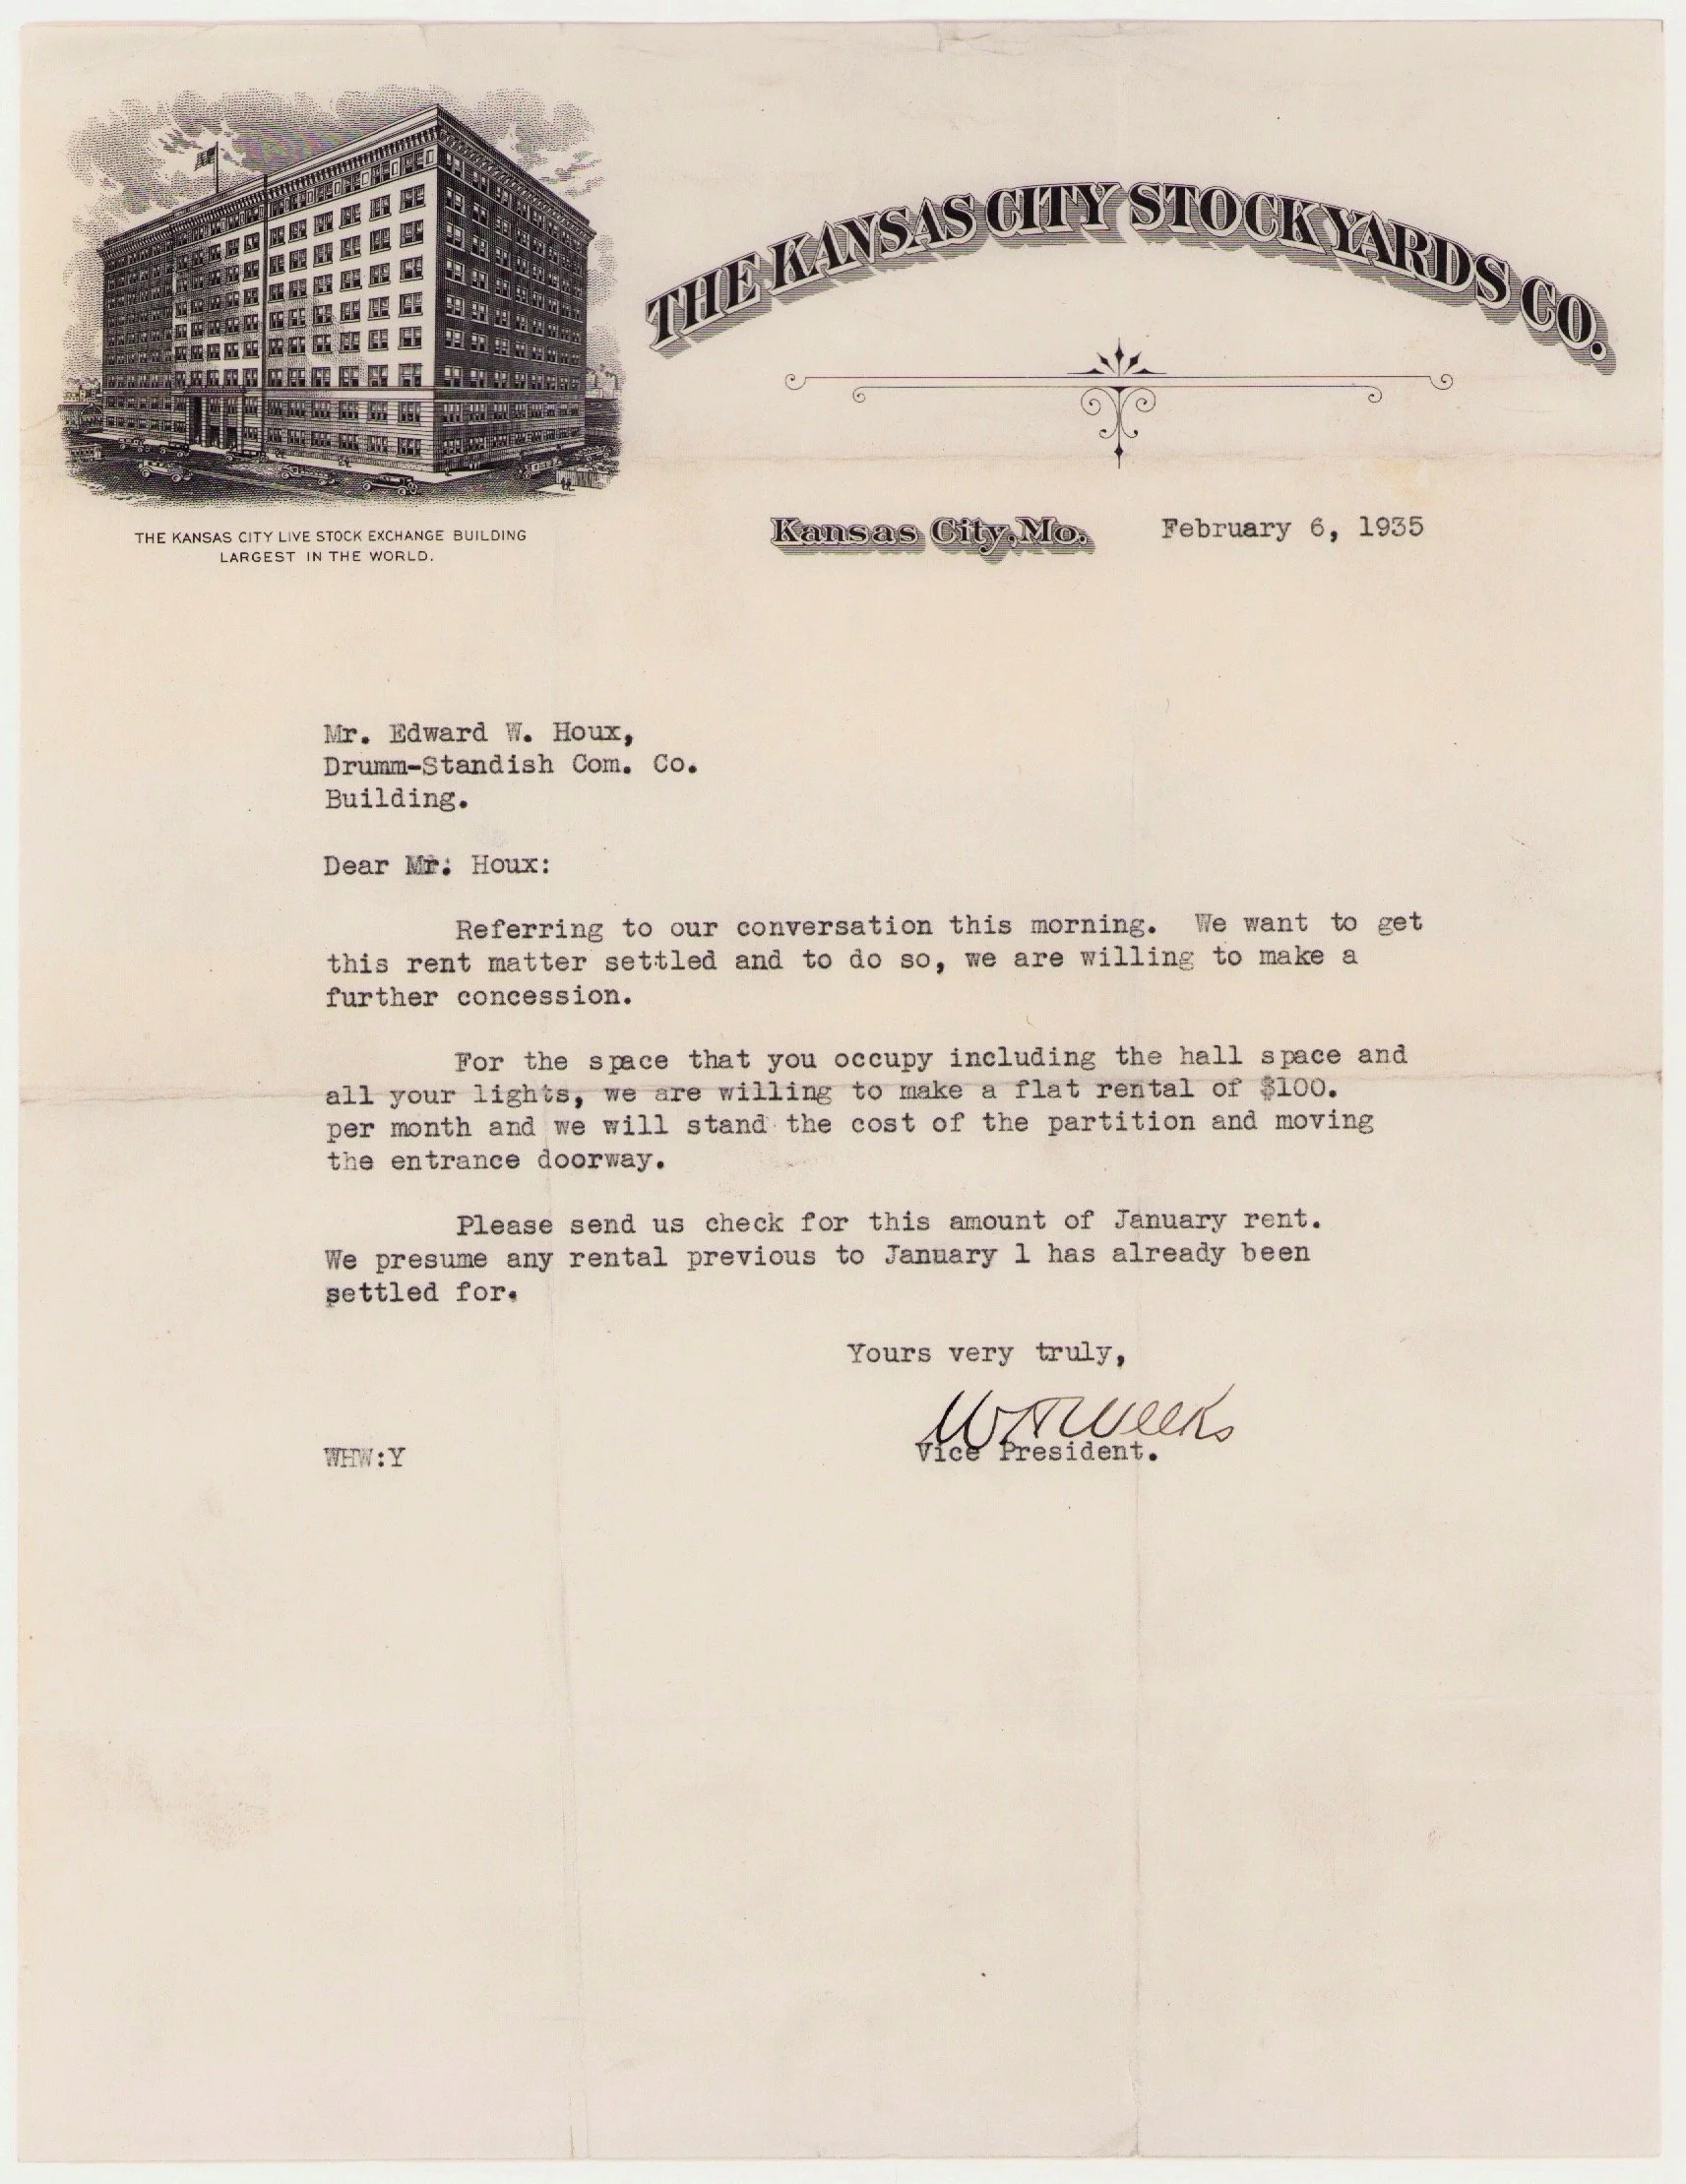 THE KANSAS CITY STOCK YARDS CO.
THE KANSAS CITY LIVE STOCK EXCHANGE BUILDING
LARGEST IN THE WORLD.
Kansas City, Mo. February 6, 1935
Mr. Edward W. Houx,
Drumm-Standish Com. Co.
Building.
Dear Mr. Houx:
Referring to our conversation this morning. We want to get
this rent matter settled and to do so, we are willing to make a
further concession.
For the space that you occupy including the hall space and
all your lights, we are willing to make a flat rental of $100.
per month and we will stand the cost of the partition and moving
the entrance doorway.
Please send us check for this amount of January rent.
We presume any rental previous to January 1 has already been
settled for.
Yours very truly,
WH Weeks
Vice President.
WHW:Y